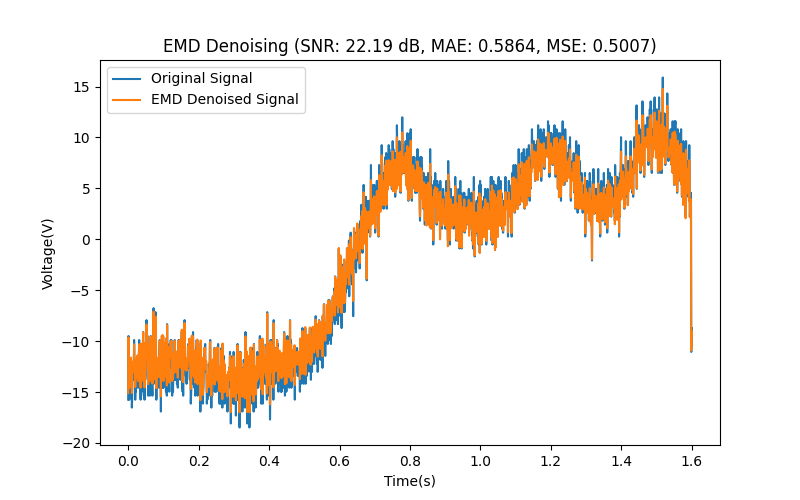 EMD Denoising (SNR: 22.19 dB, MAE: 0.5864, MSE: 0.5007)
Original Signal
EMD Denoised Signal
Voltage(V)
15
10
5
0
−5
−10
−15
−20
0.0 0.2 0.4 0.6 0.8 1.0 1.2 1.4 1.6
Time(s)